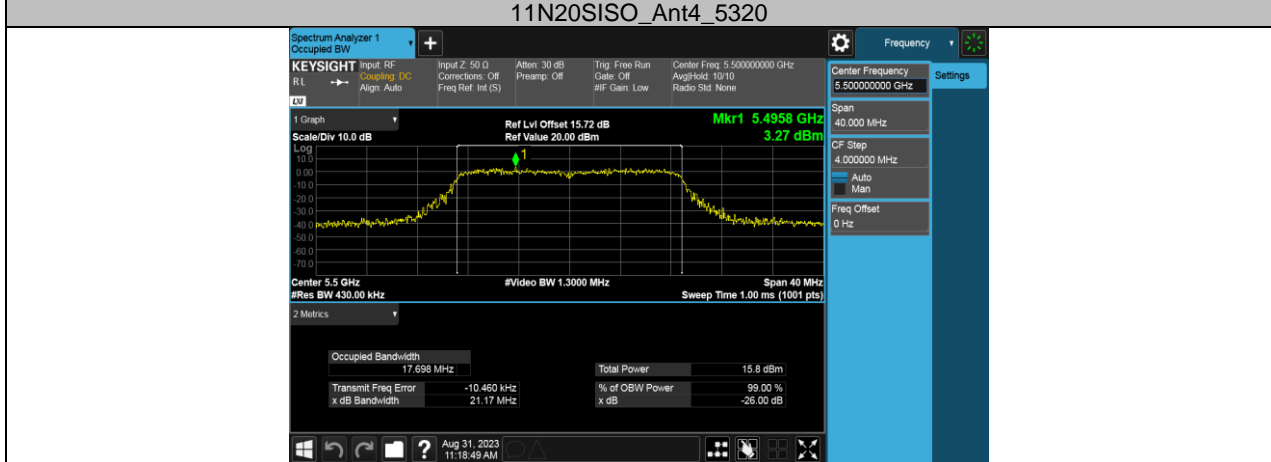 11N20SISO_Ant4_5320
Spectrum Analyzer 1
Occupied BW
+
Frequency
KEYSIGHT
RL
LXI
Input: RF
Coupling: DC
Align: Auto
Input Z: 50 Ω
Corrections: Off
Freq Ref: Int (S)
Atten: 30 dB
Preamp: Off
Trig: Free Run
Gate: Off
#IF Gain: Low
Center Freq: 5.500000000 GHz
Avg|Hold: 10/10
Radio Std: None
Center Frequency
5.500000000 GHz
Settings
Span
40.000 MHz
CF Step
4.000000 MHz
Auto
Man
Freq Offset
0 Hz
1 Graph
Scale/Div 10.0 dB
Ref Lvl Offset 15.72 dB
Ref Value 20.00 dBm
Mkr1 5.4958 GHz
3.27 dBm
Log
10.0
0.00
-10.0
-20.0
-30.0
-40.0
-50.0
-60.0
-70.0
1
Center 5.5 GHz
#Video BW 1.3000 MHz
Span 40 MHz
#Res BW 430.00 kHz
Sweep Time 1.00 ms (1001 pts)
2 Metrics
Occupied Bandwidth
17.698 MHz
Total Power 15.8 dBm
Transmit Freq Error -10.460 kHz
% of OBW Power 99.00 %
x dB Bandwidth 21.17 MHz
x dB -26.00 dB
?
Aug 31, 2023
11:18:49 AM